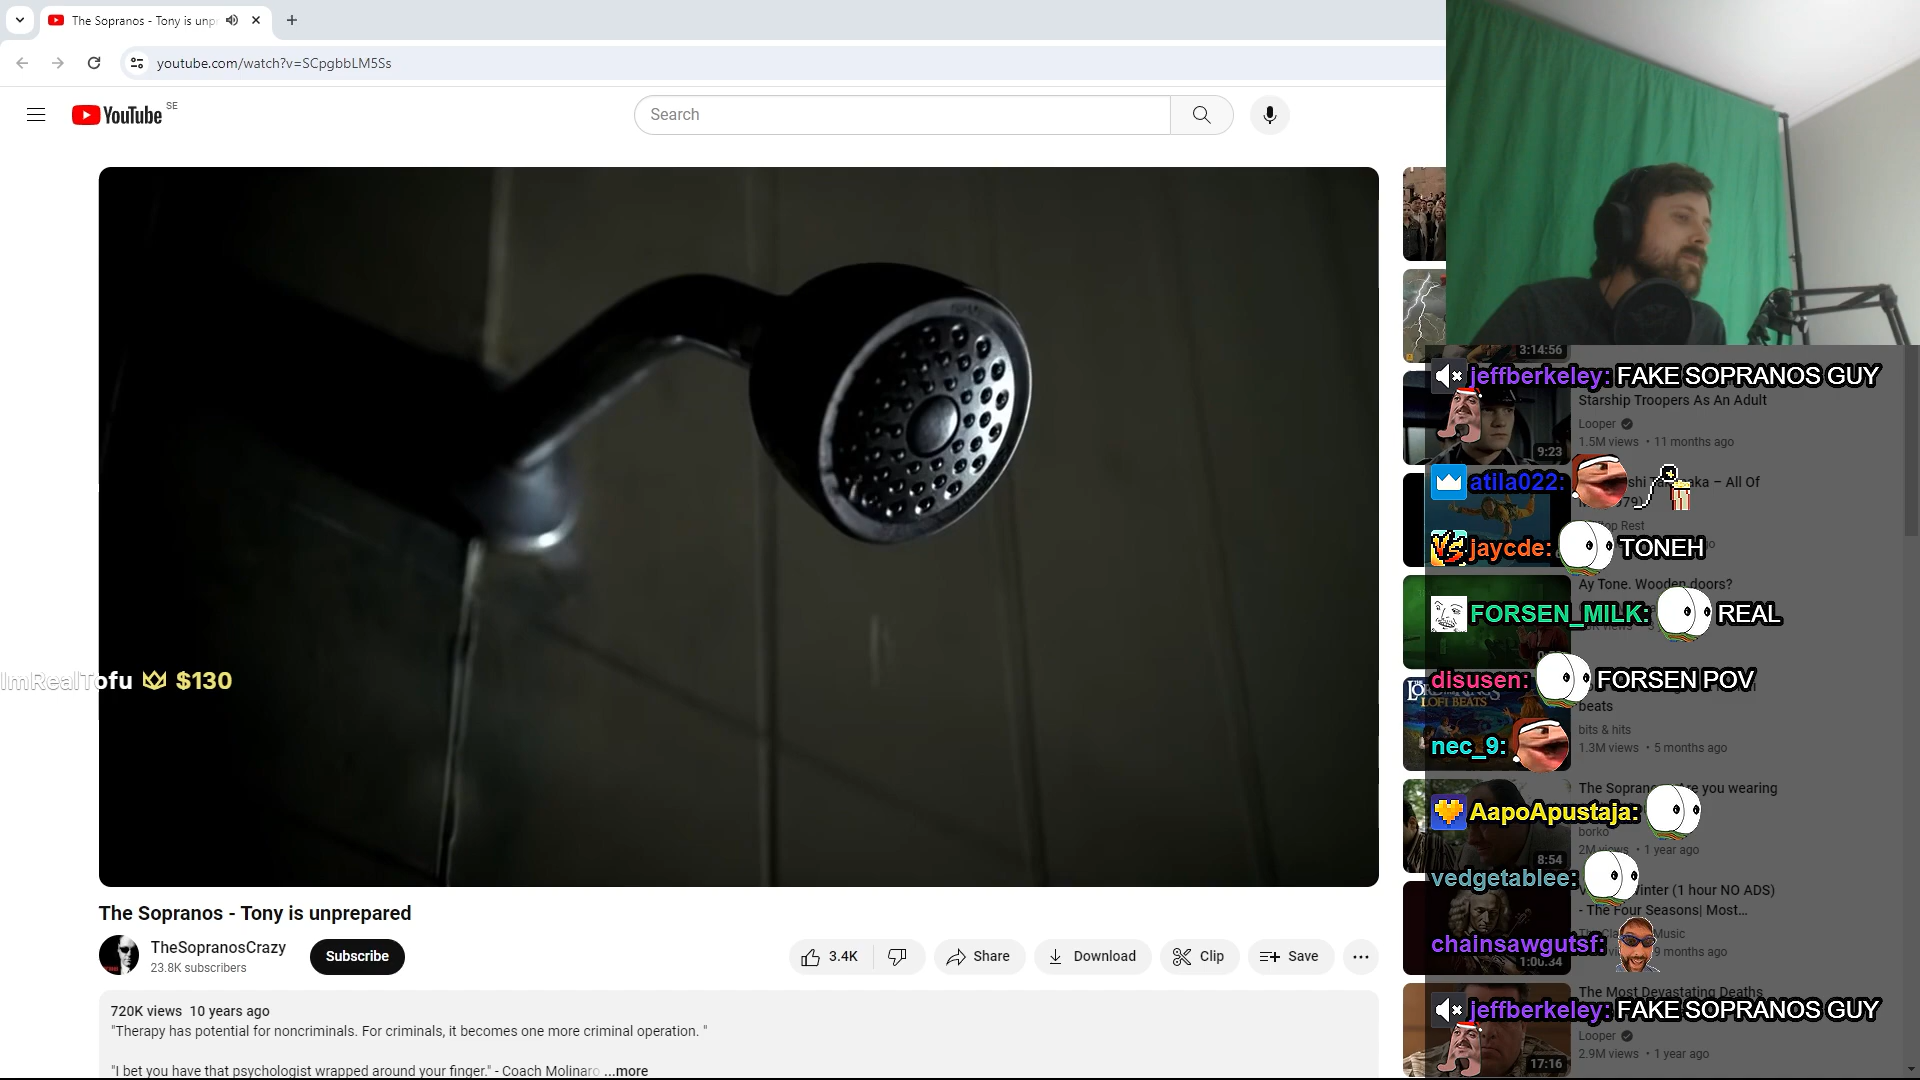 The Sopranos - Tony is unpr
youtube.com/watch?v=SCpgbbLM5Ss
YouTube SE
Search
ImRealTofu $130
The Sopranos - Tony is unprepared
TheSopranosCrazy
23.8K subscribers
Subscribe
3.4K
Share
Download
Clip
Save
720K views 10 years ago
"Therapy has potential for noncriminals. For criminals, it becomes one more criminal operation. "
"I bet you have that psychologist wrapped around your finger." - Coach Molinaro ...more
3:14:56
jeffberkeley: FAKE SOPRANOS GUY
Starship Troopers As An Adult
Looper
1.5M views • 11 months ago
9:23
atila022:
– All Of
jaycde: TONEH
Ay Tone. Wooden doors?
FORSEN_MILK: REAL
disusen: FORSEN POV
LOFI BEATS
beats
bits & hits
1.3M views • 5 months ago
nec_9:
The Sopranos you wearing
AapoApustaja:
borko
2M views • 1 year ago
8:54
vedgetablee:
inter (1 hour NO ADS)
- The Four Seasons| Most...
chainsawgutsf:
Music
9 months ago
1:00:34
The Most Devastating Deaths
jeffberkeley: FAKE SOPRANOS GUY
Looper
2.9M views • 1 year ago
17:16